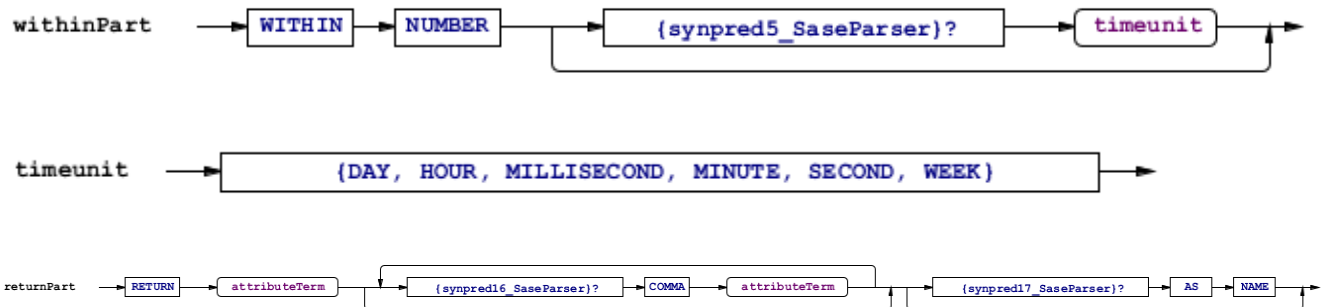 withinPart WITHIN NUMBER {synpred5_SaseParser}? timeunit
timeunit {DAY, HOUR, MILLISECOND, MINUTE, SECOND, WEEK}
returnPart RETURN attributeTerm {synpred16_SaseParser}? COMMA attributeTerm {synpred17_SaseParser}? AS NAME